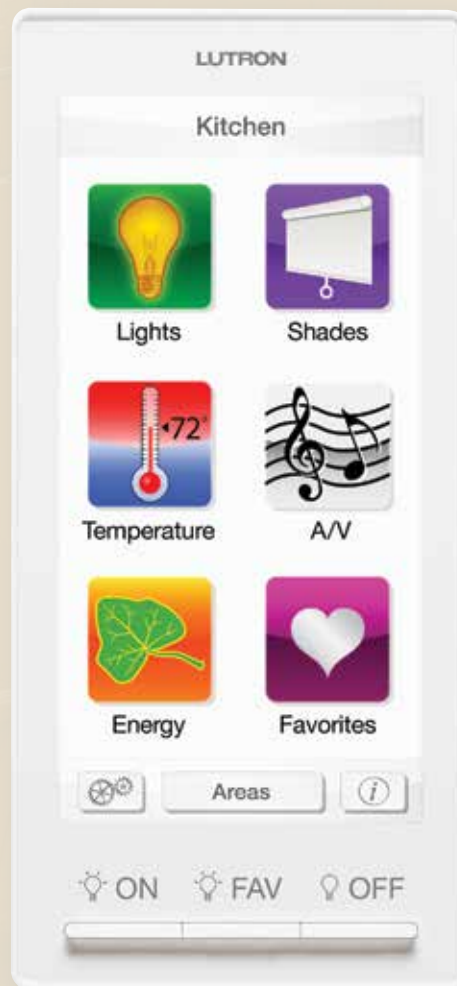 LUTRON
Kitchen
Lights Shades
72°
Temperature A/V
Energy Favorites
Areas i
ON FAV OFF